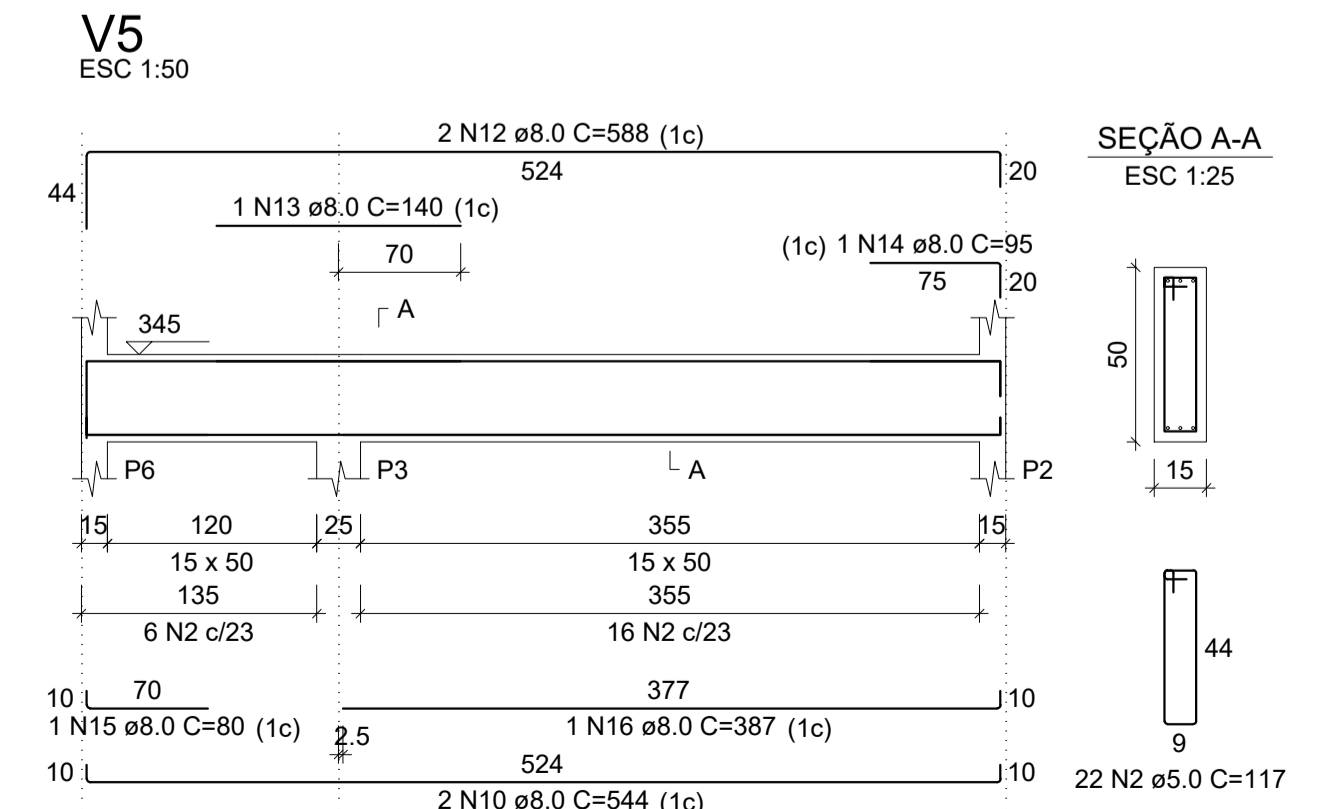 V5
ESC 1:50
2 N12 ø8.0 C=588 (1c)
524
44
20
SEÇÃO A-A
ESC 1:25
1 N13 ø8.0 C=140 (1c)
70
(1c) 1 N14 ø8.0 C=95
75
20
A
345
50
P6
P3
A
P2
15
15
120
25
355
15
15 x 50
15 x 50
135
355
6 N2 c/23
16 N2 c/23
44
9
22 N2 ø5.0 C=117
10
70
377
10
1 N15 ø8.0 C=80 (1c)
1 N16 ø8.0 C=387 (1c)
2.5
10
524
10
2 N10 ø8.0 C=544 (1c)